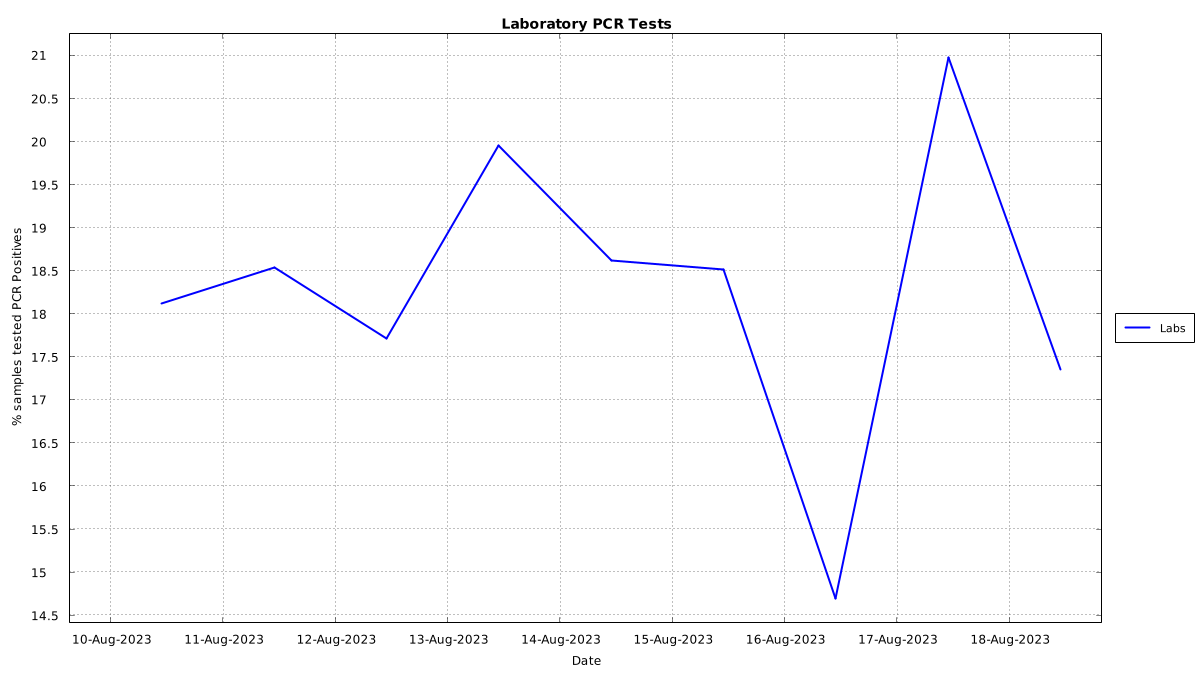 Laboratory PCR Tests
% samples tested PCR Positives
21
20.5
20
19.5
19
18.5
18
17.5
17
16.5
16
15.5
15
14.5
10-Aug-2023 11-Aug-2023 12-Aug-2023 13-Aug-2023 14-Aug-2023 15-Aug-2023 16-Aug-2023 17-Aug-2023 18-Aug-2023
Date
Labs